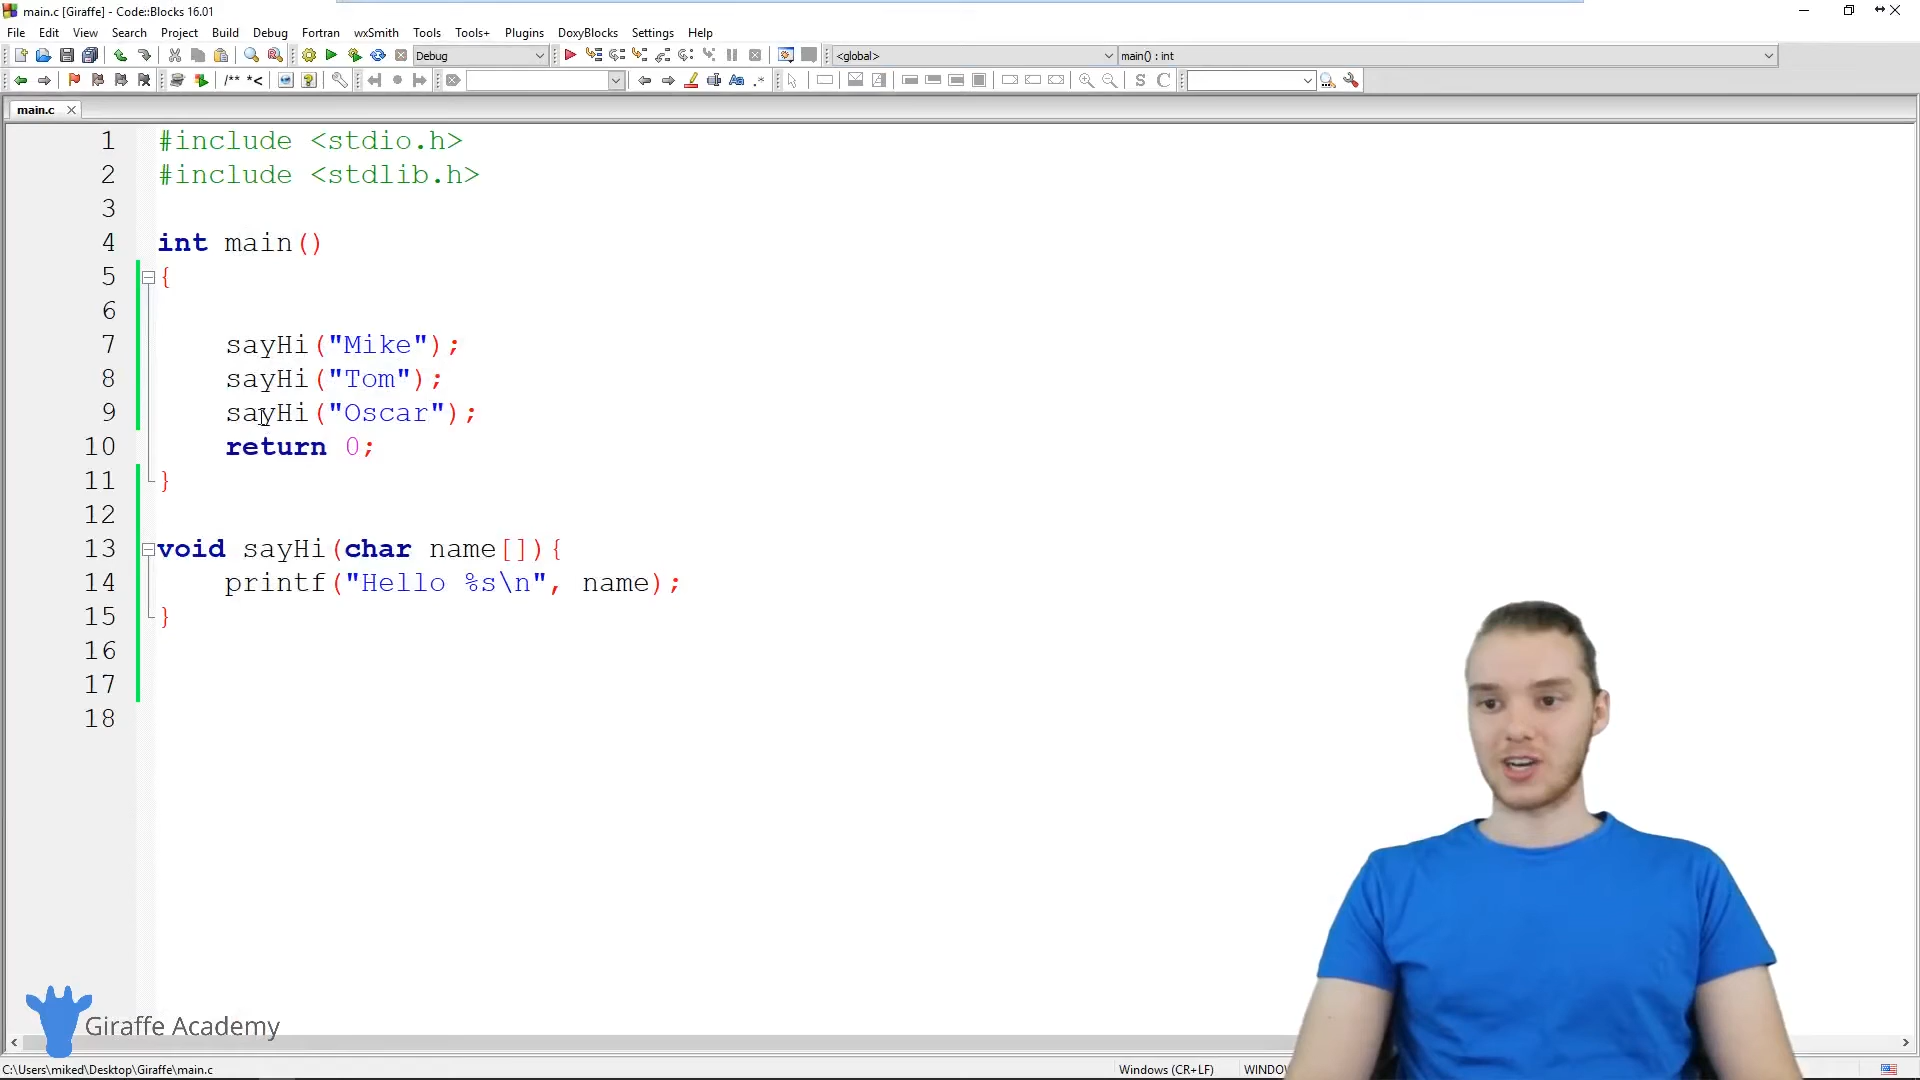 main.c [Giraffe] - Code::Blocks 16.01
File Edit View Search Project Build Debug Fortran wxSmith Tools Tools+ Plugins DoxyBlocks Settings Help
Debug <global> main() : int
/** *< Aa .* S C
main.c
1 #include <stdio.h>
2 #include <stdlib.h>
3
4 int main()
5 {
6
7 sayHi("Mike");
8 sayHi("Tom");
9 sayHi("Oscar");
10 return 0;
11 }
12
13 void sayHi(char name[]){
14 printf("Hello %s\n", name);
15 }
16
17
18
Giraffe Academy
C:\Users\miked\Desktop\Giraffe\main.c Windows (CR+LF)